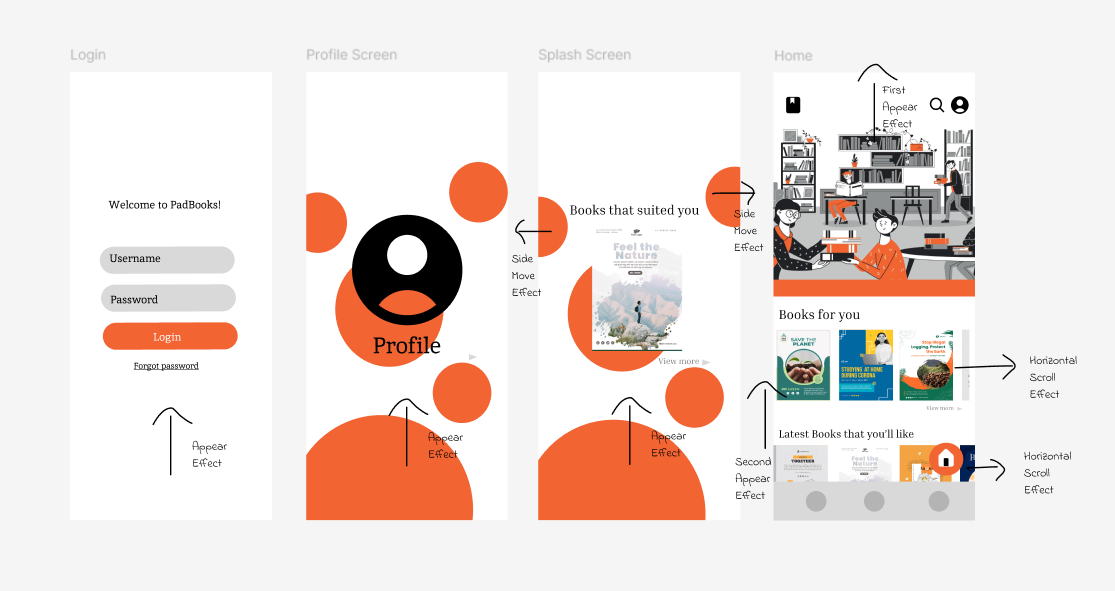 Login
Profile Screen
Splash Screen
Home
Welcome to PadBooks!
Username
Password
Login
Forgot password
Appear
Effect
Profile
Appear
Effect
Side
Move
Effect
Books that suited you
Feel the
Nature
View more
Appear
Effect
Side
Move
Effect
First
Appear
Effect
Books for you
SAVE THE
PLANET
STUDYING AT HOME
DURING CORONA
Stop Illegal
Logging, Protect
the Earth
View more
Horizontal
Scroll
Effect
Second
Appear
Effect
Latest Books that you'll like
TOGETHER
Feel the
Nature
Horizontal
Scroll
Effect